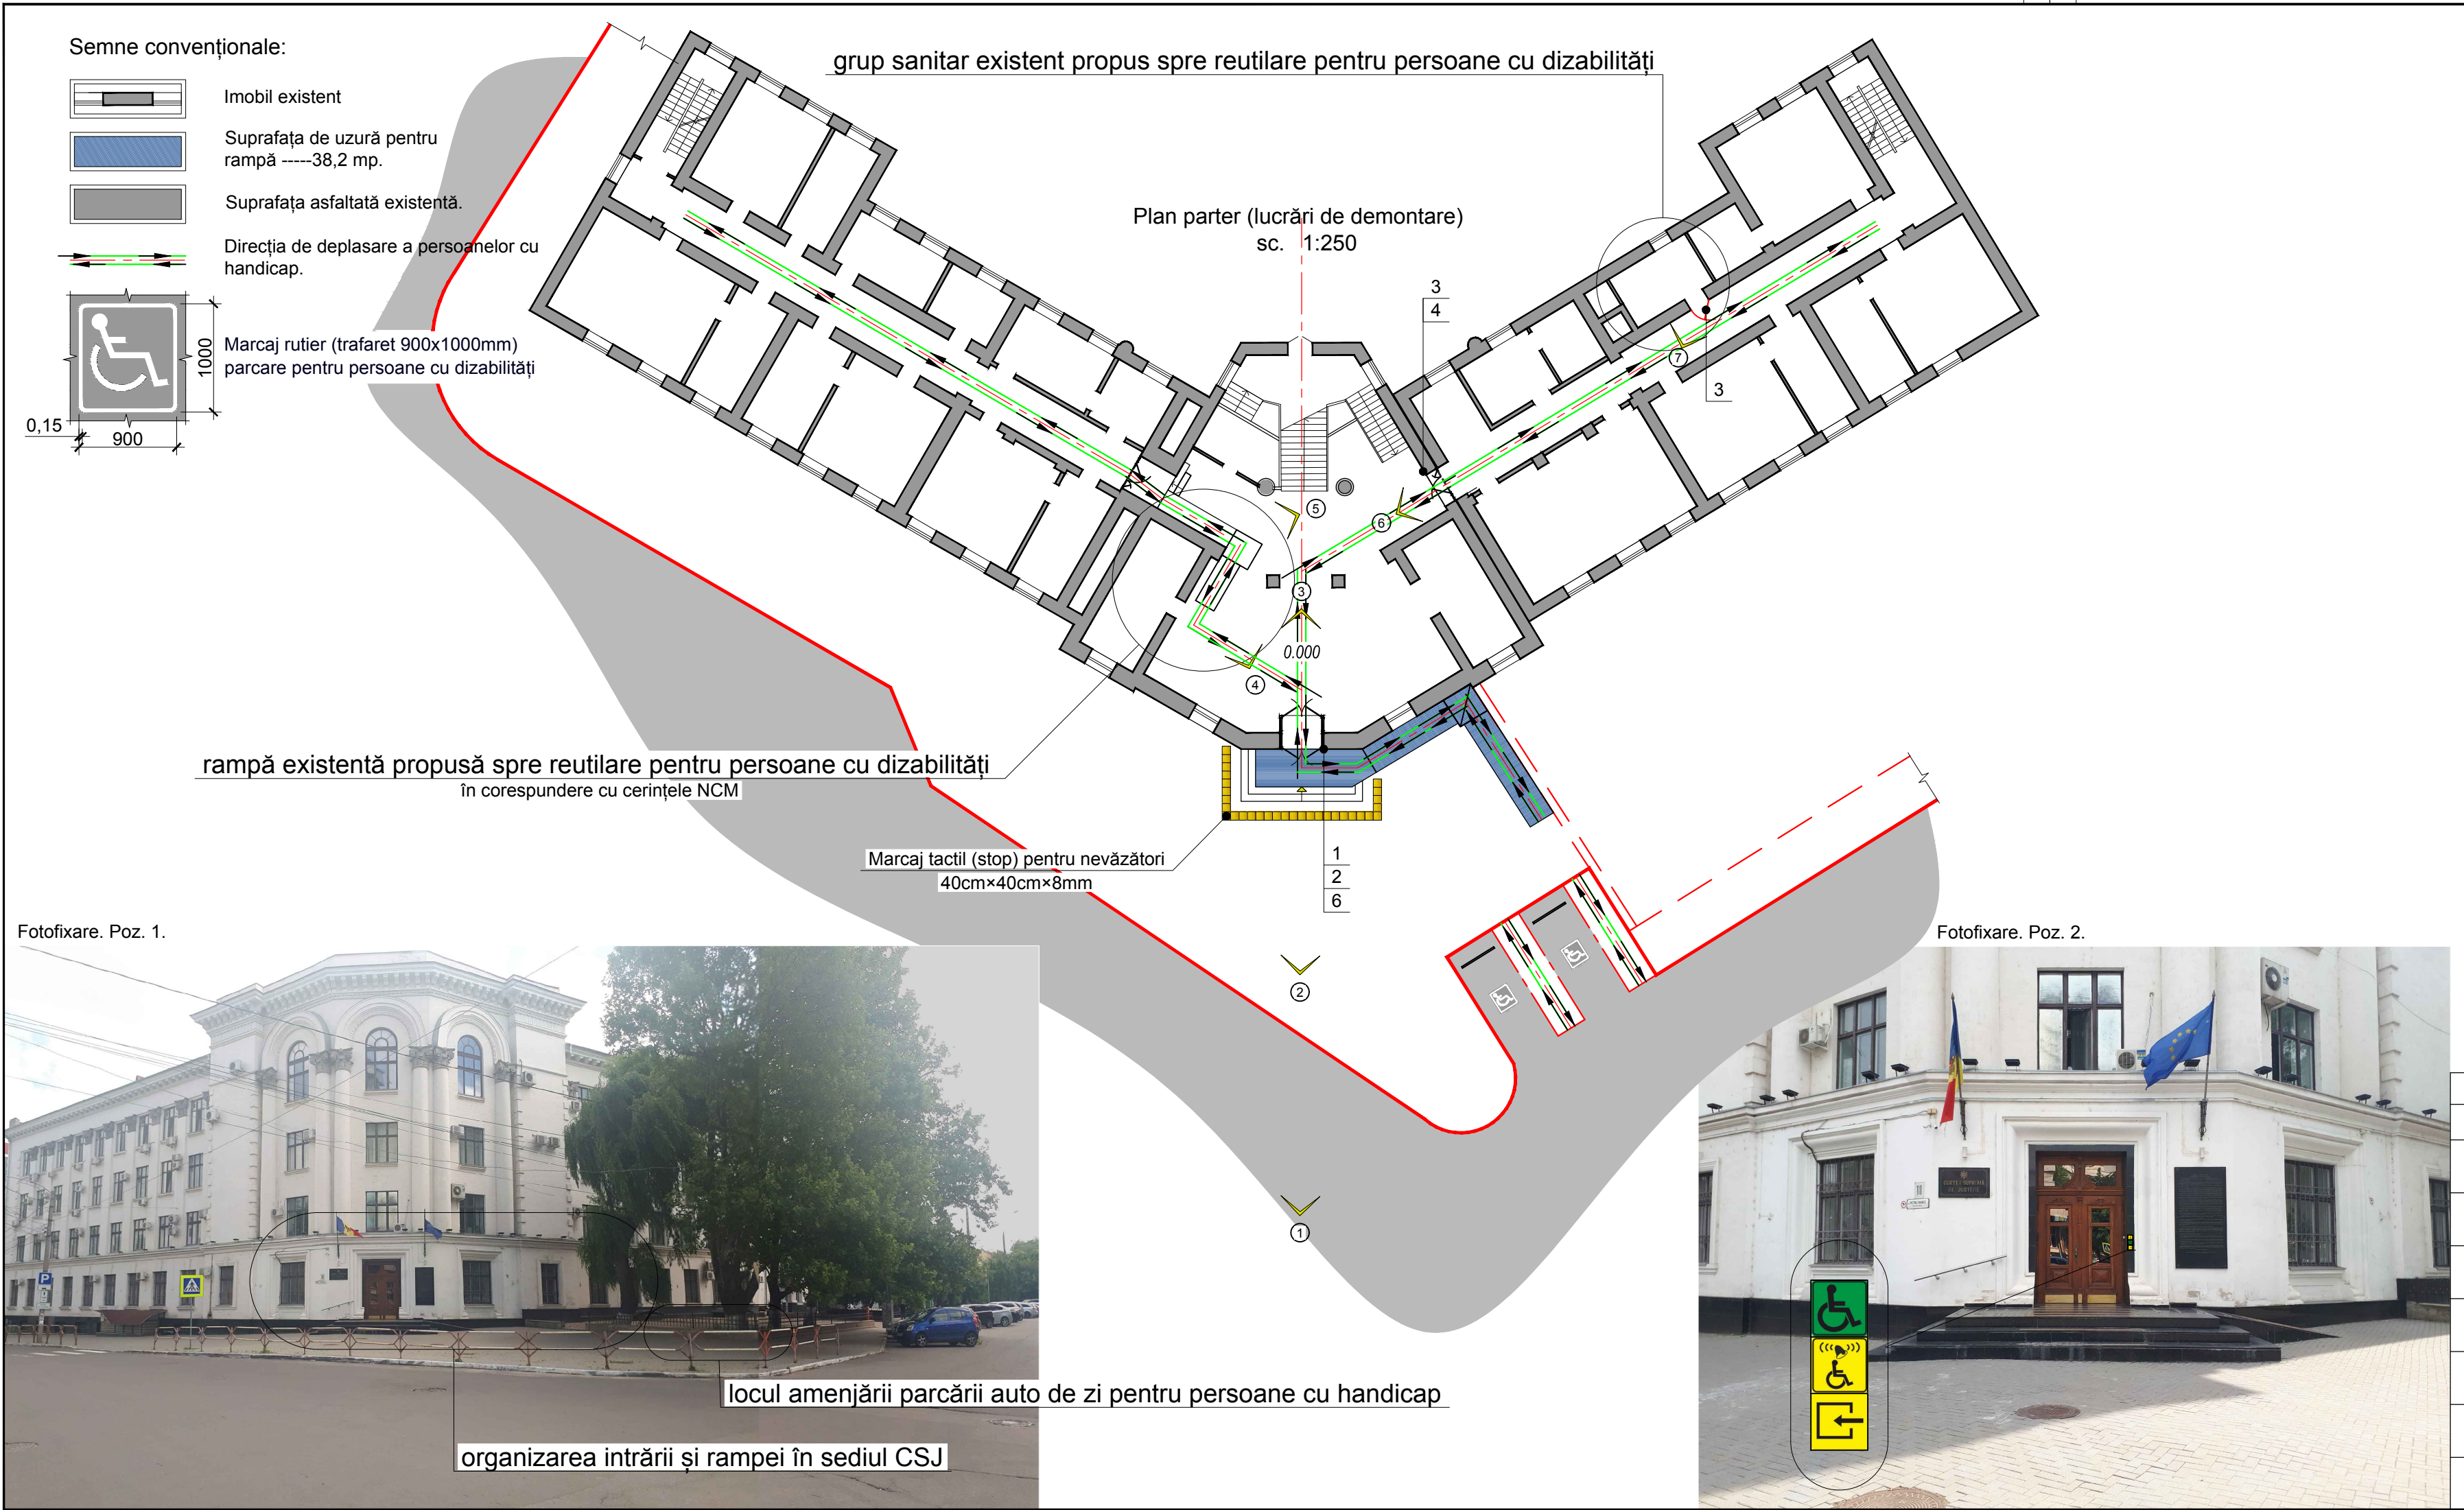 Semne convenționale:
Imobil existent
Suprafața de uzură pentru
rampă -----38,2 mp.
Suprafața asfaltată existentă.
Direcția de deplasare a persoanelor cu
handicap.
Marcaj rutier (trafaret 900x1000mm)
parcare pentru persoane cu dizabilități
1000
0,15
900
grup sanitar existent propus spre reutilare pentru persoane cu dizabilități
Plan parter (lucrări de demontare)
sc. 1:250
3
4
7
3
5
6
3
0.000
4
rampă existentă propusă spre reutilare pentru persoane cu dizabilități
în corespundere cu cerințele NCM
Marcaj tactil (stop) pentru nevăzători
40cm×40cm×8mm
1
2
6
2
1
Fotofixare. Poz. 1.
P
locul amenjării parcării auto de zi pentru persoane cu handicap
organizarea intrării și rampei în sediul CSJ
Fotofixare. Poz. 2.